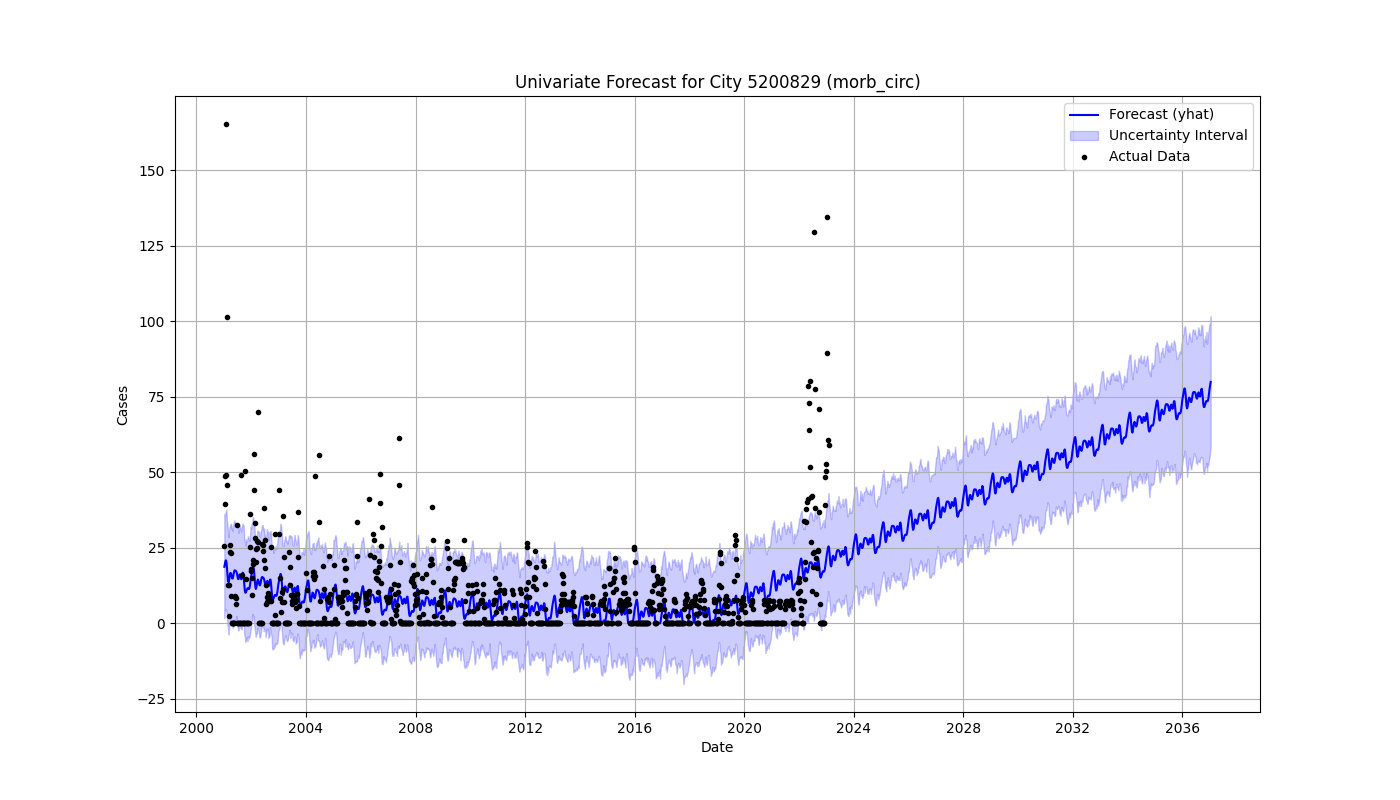 Univariate Forecast for City 5200829 (morb_circ)
Forecast (yhat)
Uncertainty Interval
Actual Data
Cases
150
125
100
75
50
25
0
−25
2000 2004 2008 2012 2016 2020 2024 2028 2032 2036
Date